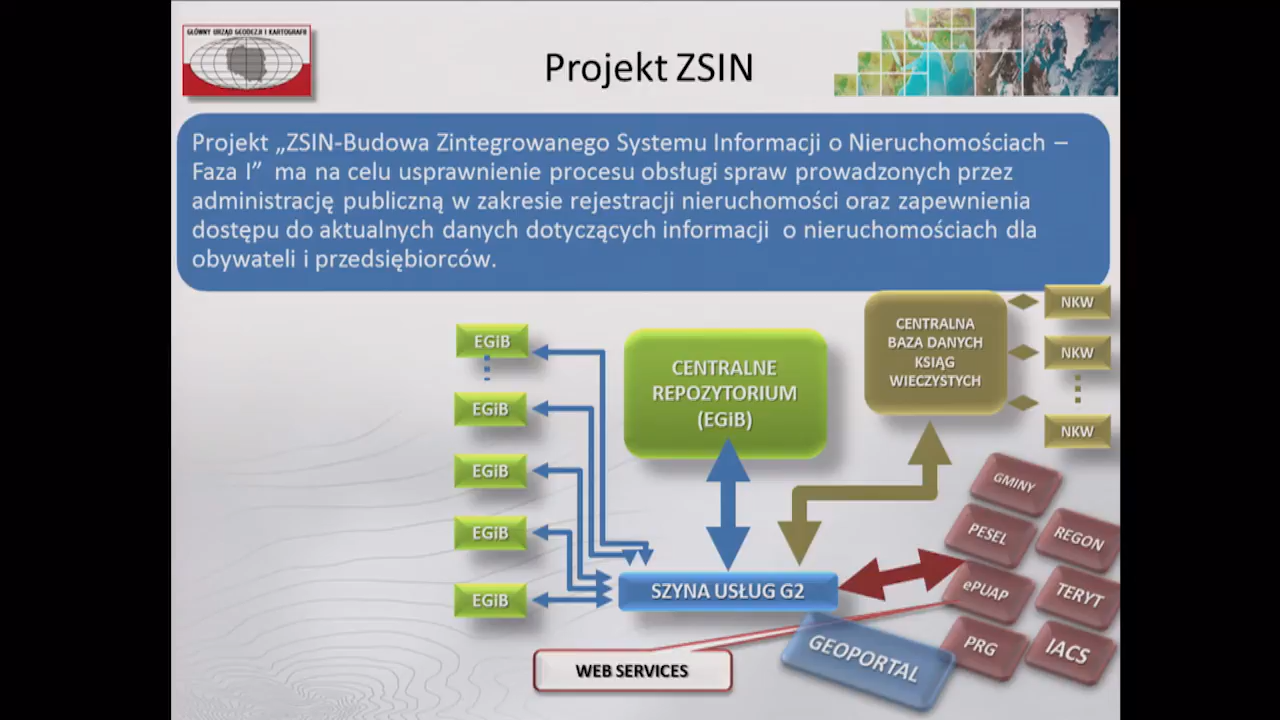 GŁÓWNY URZĄD GEODEZJI I KARTOGRAFII
Projekt ZSIN
Projekt „ZSIN-Budowa Zintegrowanego Systemu Informacji o Nieruchomościach –
Faza I” ma na celu usprawnienie procesu obsługi spraw prowadzonych przez
administrację publiczną w zakresie rejestracji nieruchomości oraz zapewnienia
dostępu do aktualnych danych dotyczących informacji o nieruchomościach dla
obywateli i przedsiębiorców.
EGiB
EGiB
EGiB
EGiB
EGiB
CENTRALNE
REPOZYTORIUM
(EGiB)
CENTRALNA
BAZA DANYCH
KSIĄG
WIECZYSTYCH
NKW
NKW
NKW
SZYNA USŁUG G2
GMINY
PESEL
REGON
ePUAP
TERYT
PRG
IACS
GEOPORTAL
WEB SERVICES